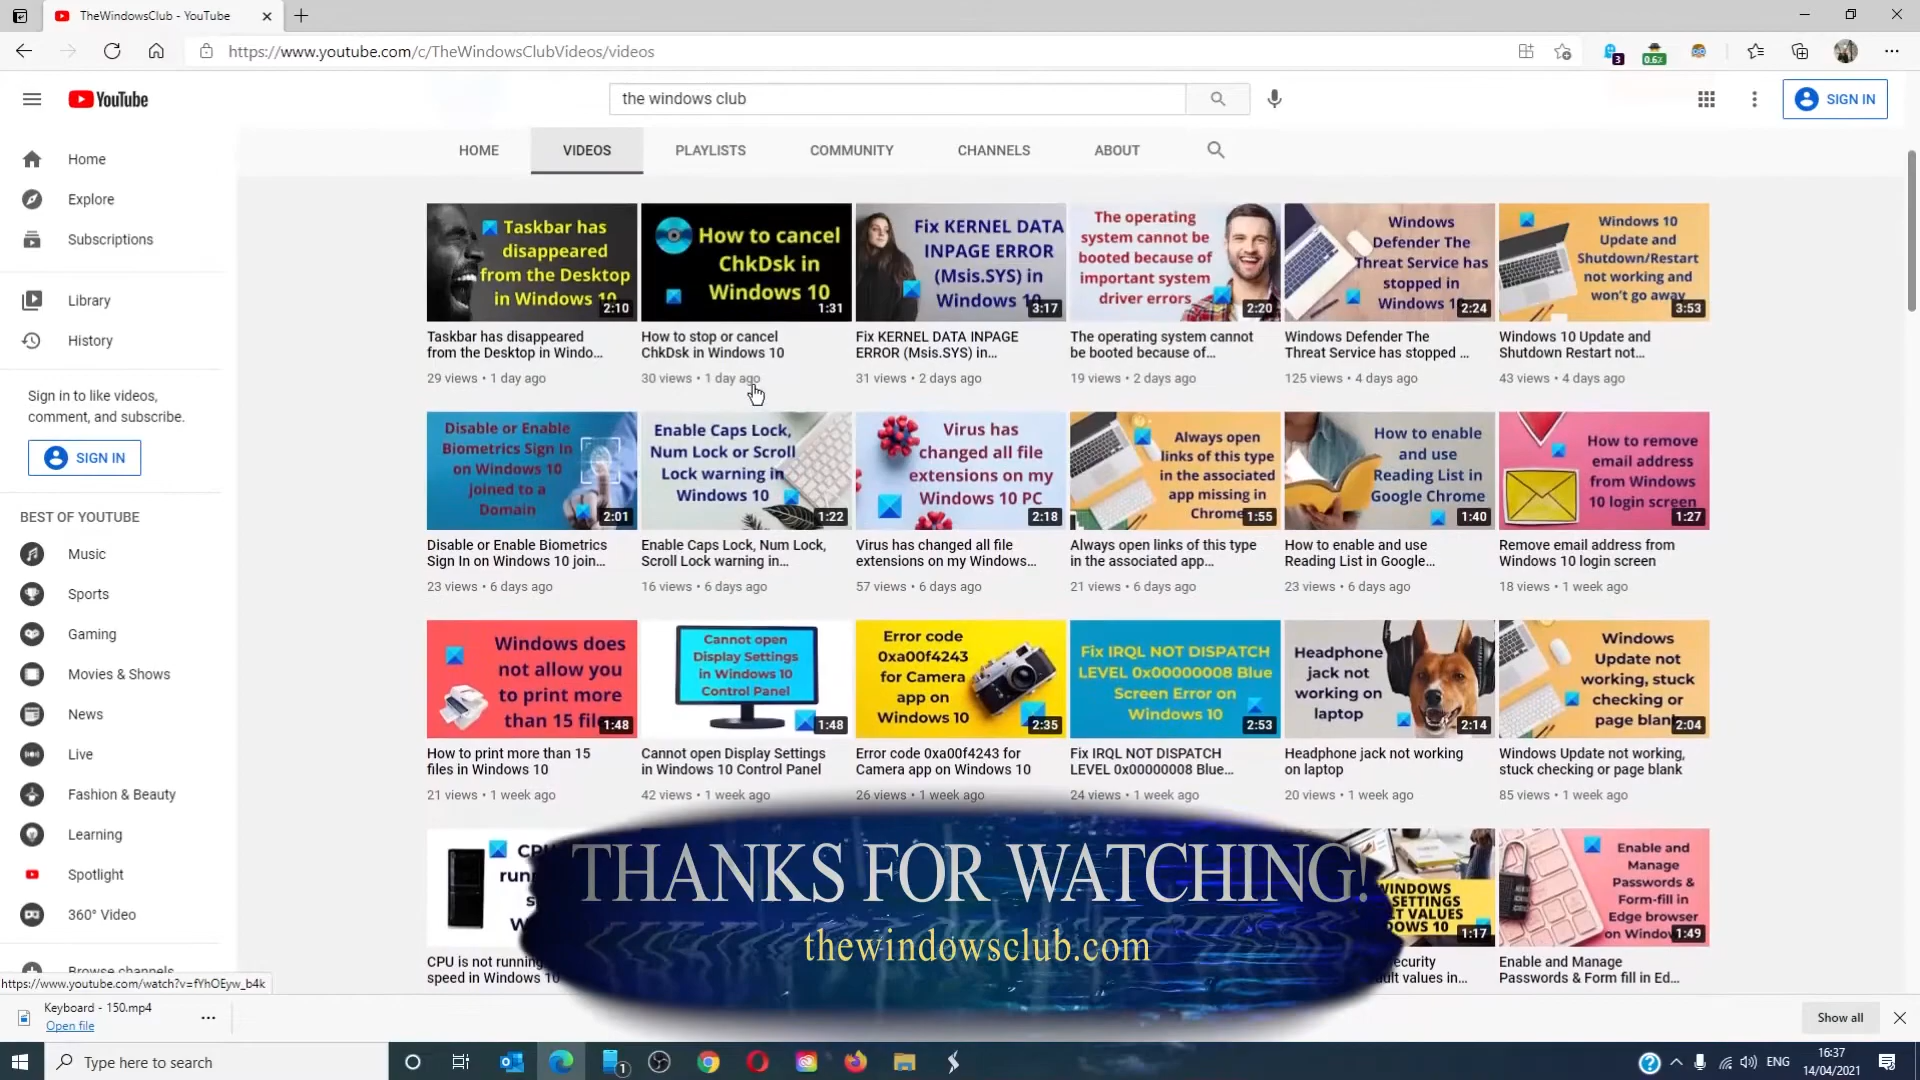 TheWindowsClub - YouTube
https://www.youtube.com/c/TheWindowsClubVideos/videos
3
0.6%
YouTube
the windows club
SIGN IN
HOME
VIDEOS
PLAYLISTS
COMMUNITY
CHANNELS
ABOUT
Home
Explore
Subscriptions
Library
History
Sign in to like videos,
comment, and subscribe.
SIGN IN
BEST OF YOUTUBE
Music
Sports
Gaming
Movies & Shows
News
Live
Fashion & Beauty
Learning
Spotlight
360° Video
Browse channels
Taskbar has
disappeared
from the Desktop
in Windows 10
2:10
Taskbar has disappeared
from the Desktop in Windo...
29 views • 1 day ago
How to cancel
ChkDsk in
Windows 10
1:31
How to stop or cancel
ChkDsk in Windows 10
30 views • 1 day ago
Fix KERNEL DATA
INPAGE ERROR
(Msis.SYS) in
Windows 10
3:17
Fix KERNEL DATA INPAGE
ERROR (Msis.SYS) in...
31 views • 2 days ago
The operating
system cannot be
booted because of
important system
driver errors
2:20
The operating system cannot
be booted because of...
19 views • 2 days ago
Windows
Defender The
Threat Service has
stopped in
Windows 10
2:24
Windows Defender The
Threat Service has stopped ...
125 views • 4 days ago
Windows 10
Update and
Shutdown/Restart
not working and
won't go away
3:53
Windows 10 Update and
Shutdown Restart not...
43 views • 4 days ago
Disable or Enable
Biometrics Sign In
on Windows 10
joined to a
Domain
2:01
Disable or Enable Biometrics
Sign In on Windows 10 join...
23 views • 6 days ago
Enable Caps Lock,
Num Lock or Scroll
Lock warning in
Windows 10
1:22
Enable Caps Lock, Num Lock,
Scroll Lock warning in...
16 views • 6 days ago
Virus has
changed all file
extensions on my
Windows 10 PC
2:18
Virus has changed all file
extensions on my Windows...
57 views • 6 days ago
Always open
links of this type
in the associated
app missing in
Chrome
1:55
Always open links of this type
in the associated app...
21 views • 6 days ago
How to enable
and use
Reading List in
Google Chrome
1:40
How to enable and use
Reading List in Google...
23 views • 6 days ago
How to remove
email address
from Windows
10 login screen
1:27
Remove email address from
Windows 10 login screen
18 views • 1 week ago
Windows does
not allow you
to print more
than 15 files
1:48
How to print more than 15
files in Windows 10
21 views • 1 week ago
Cannot open
Display Settings
in Windows 10
Control Panel
1:48
Cannot open Display Settings
in Windows 10 Control Panel
42 views • 1 week ago
Error code
0xa00f4243
for Camera
app on
Windows 10
2:35
Error code 0xa00f4243 for
Camera app on Windows 10
26 views • 1 week ago
Fix IRQL NOT DISPATCH
LEVEL 0x00000008 Blue
Screen Error on
Windows 10
2:53
Fix IRQL NOT DISPATCH
LEVEL 0x00000008 Blue...
24 views • 1 week ago
Headphone
jack not
working on
laptop
2:14
Headphone jack not working
on laptop
20 views • 1 week ago
Windows
Update not
working, stuck
checking or
page blank
2:04
Windows Update not working,
stuck checking or page blank
85 views • 1 week ago
CPU is not running
speed in Windows 10
THANKS FOR WATCHING!
thewindowsclub.com
WINDOWS
SETTINGS
1:17
ault values in...
Enable and
Manage
Passwords &
Form-fill in
Edge browser
on Windows
1:49
Enable and Manage
Passwords & Form fill in Ed...
https://www.youtube.com/watch?v=fYhOEyw_b4k
Keyboard - 150.mp4
Open file
Show all
Type here to search
1
ENG
16:37
14/04/2021